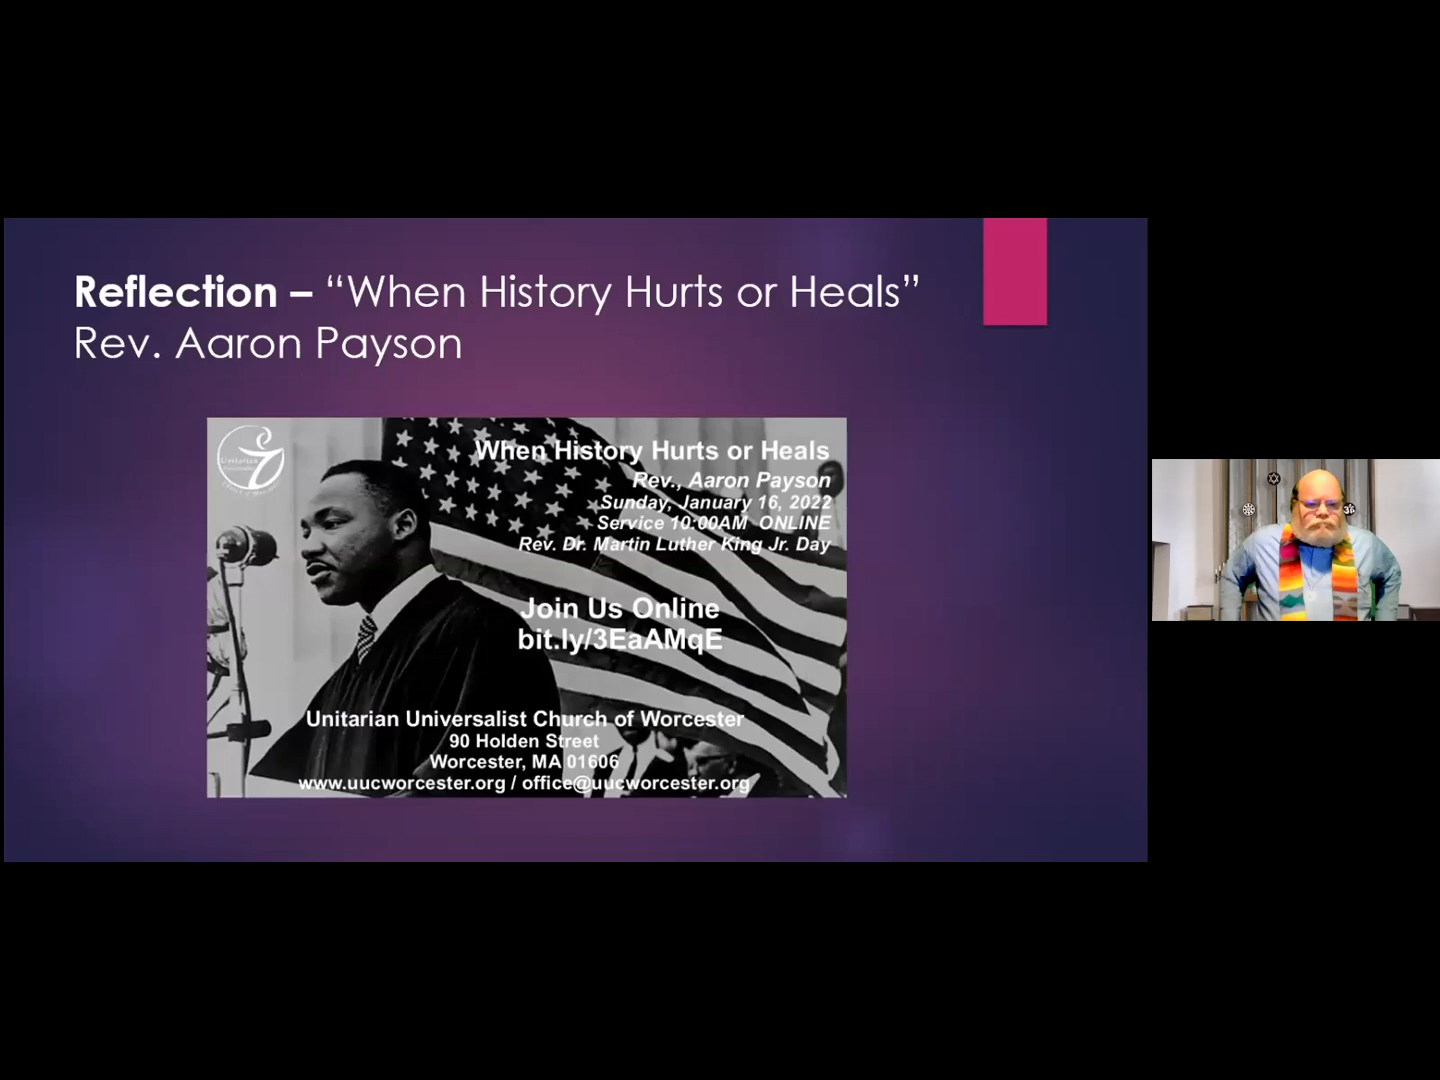 Reflection – “When History Hurts or Heals”
Rev. Aaron Payson
Unitarian
When History Hurts or Heals
Rev., Aaron Payson
Sunday, January 16, 2022
Service 10:00AM ONLINE
Rev. Dr. Martin Luther King Jr. Day
Join Us Online
bit.ly/3EaAMqE
Unitarian Universalist Church of Worcester
90 Holden Street
Worcester, MA 01606
www.uucworcester.org / office@uucworcester.org